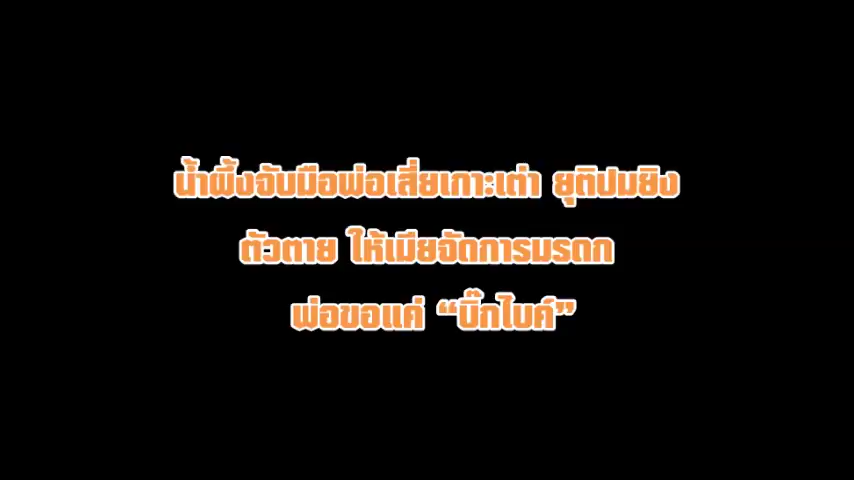 น้ำผึ้งจับมือพ่อเสี่ยเกาะเต่า ยุติปมยิง
ตัวตาย ให้เมียจัดการมรดก
พ่อขอแค่ “บิ๊กไบค์”